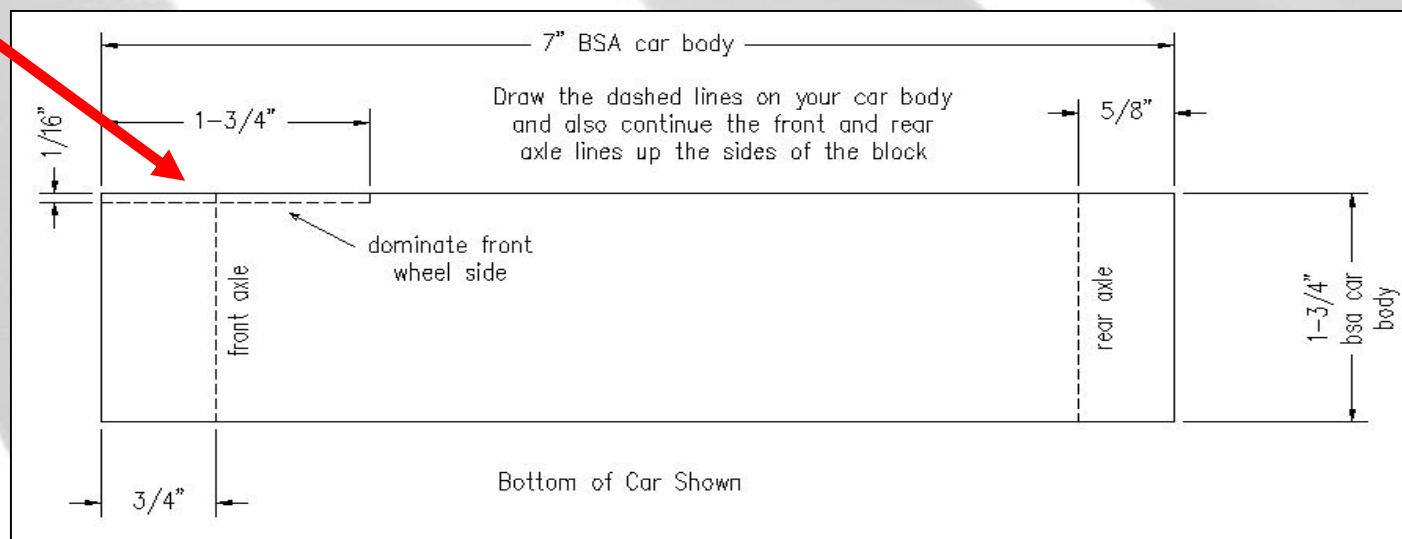 7" BSA car body
Draw the dashed lines on your car body
and also continue the front and rear
axle lines up the sides of the block
1-3/4"
5/8"
1/16"
dominate front
wheel side
front axle
rear axle
1-3/4"
bsa car
body
3/4"
Bottom of Car Shown